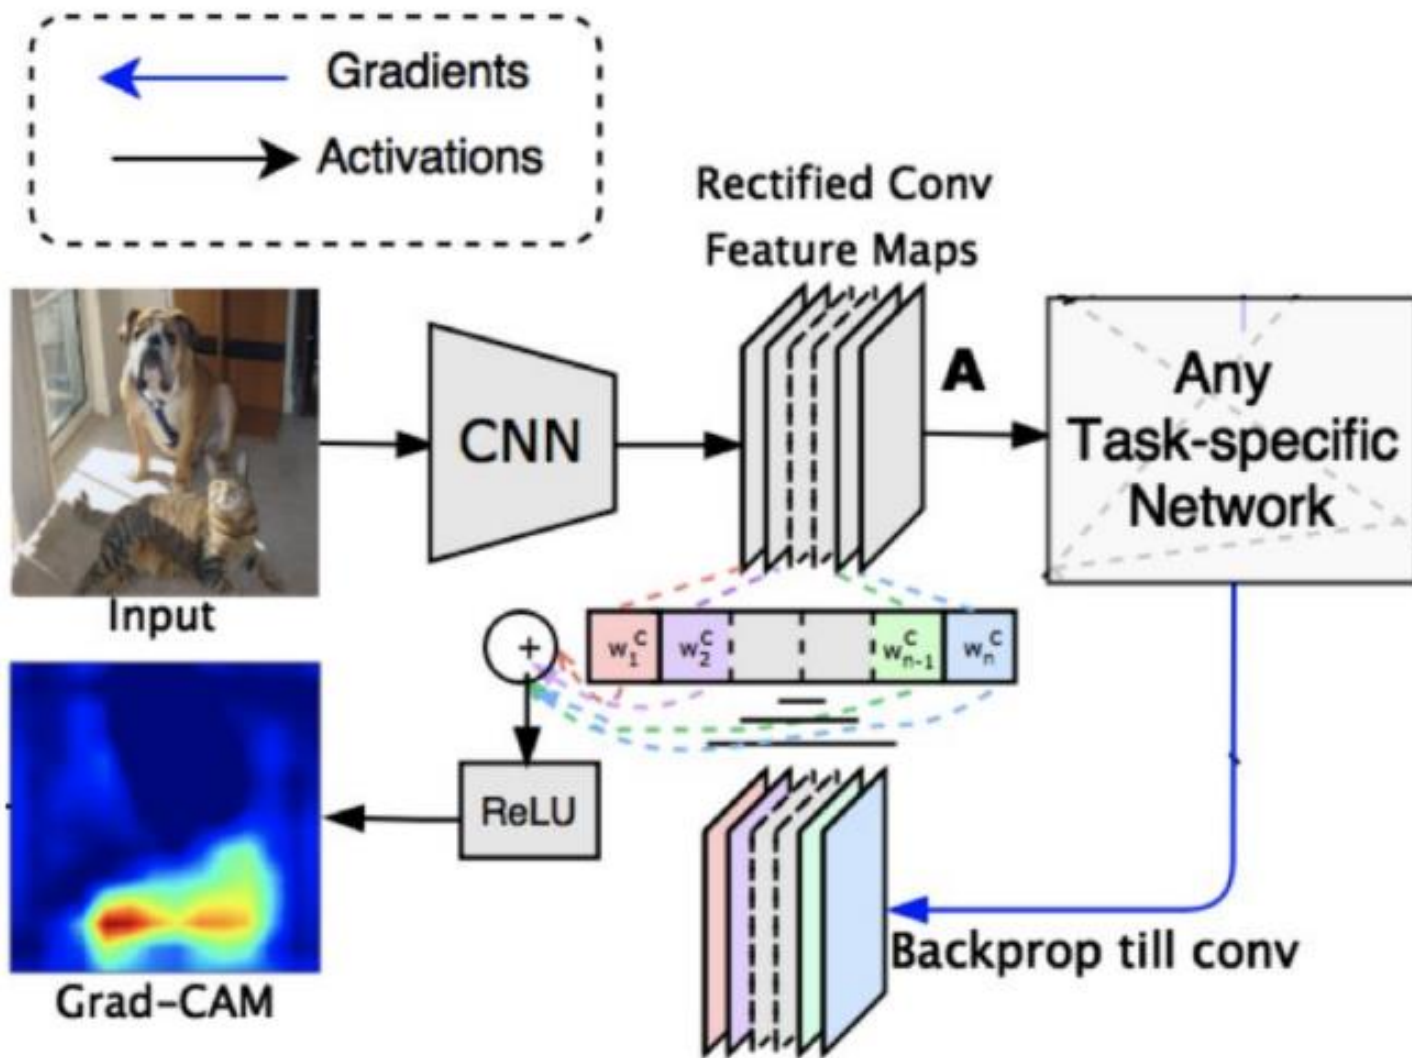 Gradients
Activations
Rectified Conv
Feature Maps
A
Any
Task-specific
Network
CNN
Input
+
w₁ᶜ w₂ᶜ wₙ₋₁ᶜ wₙᶜ
ReLU
Backprop till conv
Grad-CAM